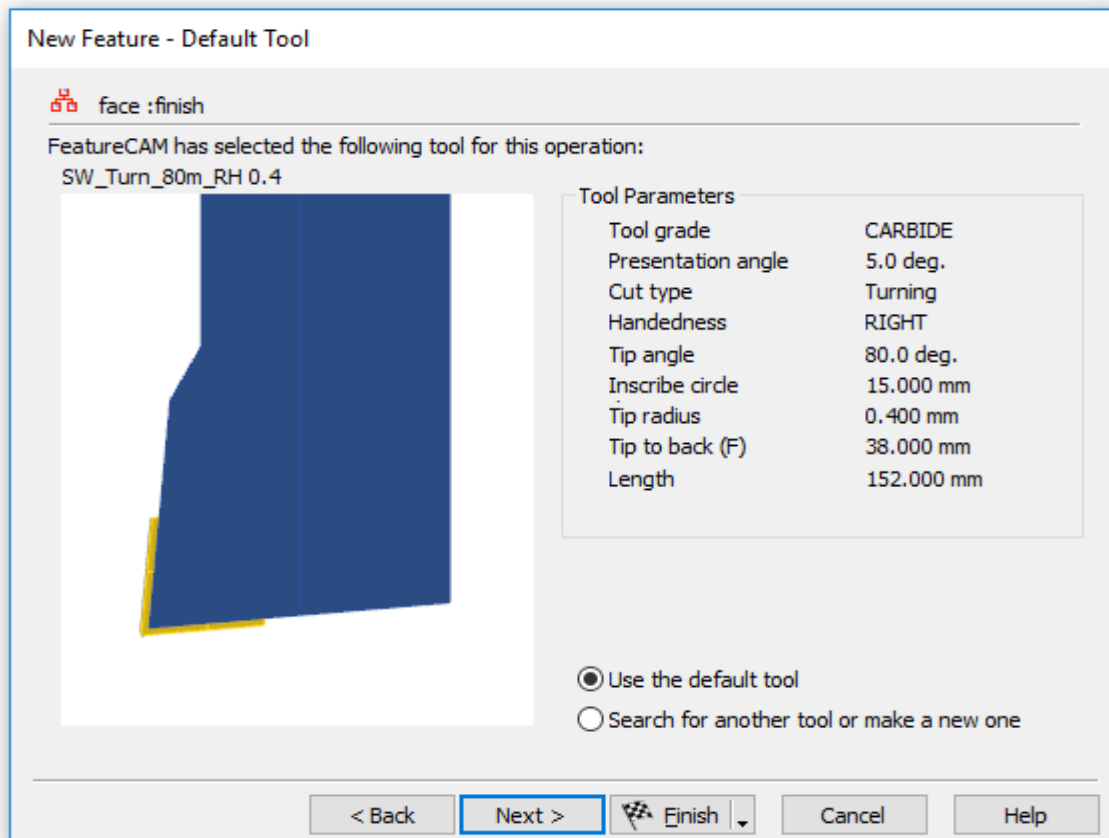 New Feature - Default Tool
face :finish
FeatureCAM has selected the following tool for this operation:
SW_Turn_80m_RH 0.4
Tool Parameters
Tool grade CARBIDE
Presentation angle 5.0 deg.
Cut type Turning
Handedness RIGHT
Tip angle 80.0 deg.
Inscribe circle 15.000 mm
Tip radius 0.400 mm
Tip to back (F) 38.000 mm
Length 152.000 mm
Use the default tool
Search for another tool or make a new one
< Back Next > Finish Cancel Help